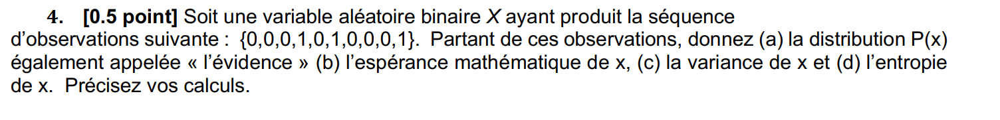 4. [0.5 point] Soit une variable aléatoire binaire X ayant produit la séquence
d’observations suivante : {0,0,0,1,0,1,0,0,0,1}. Partant de ces observations, donnez (a) la distribution P(x)
également appelée « l’évidence » (b) l’espérance mathématique de x, (c) la variance de x et (d) l’entropie
de x. Précisez vos calculs.